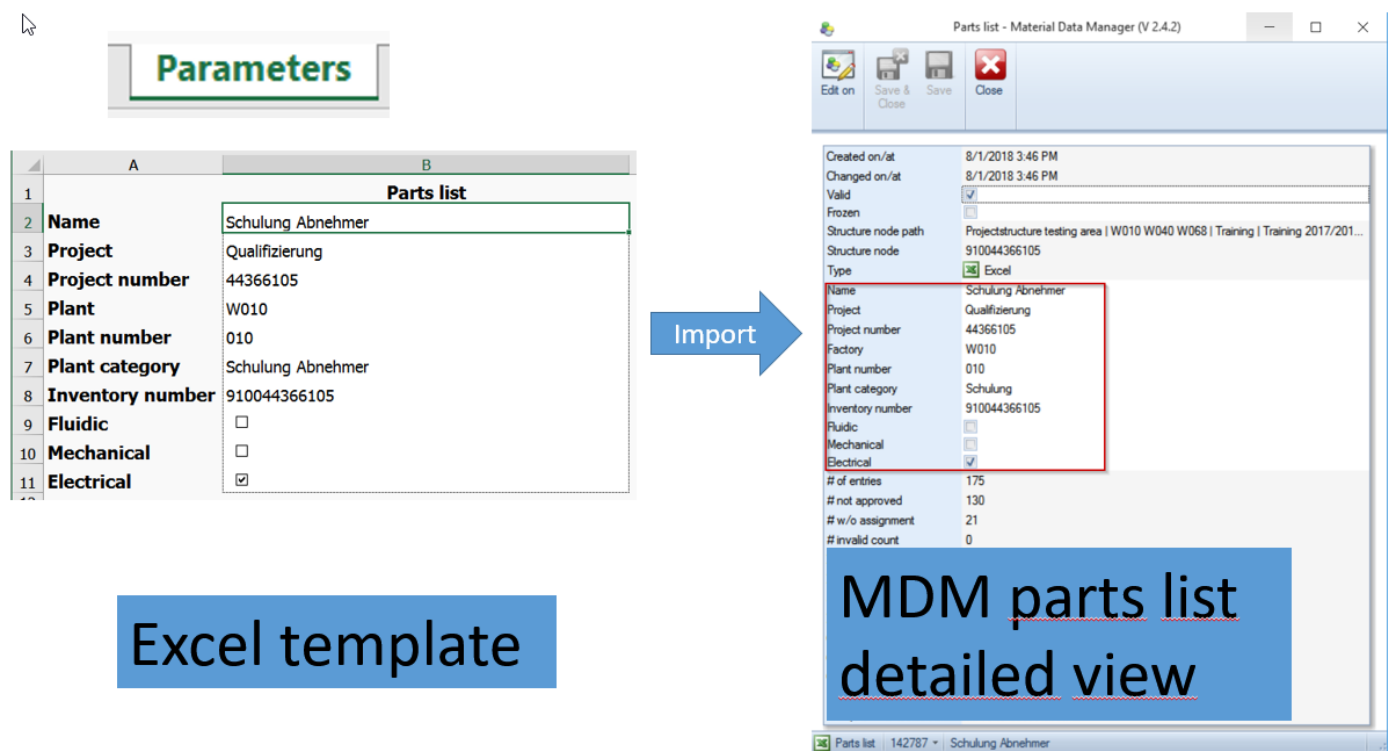 Parameters
A B
1 Parts list
2 Name Schulung Abnehmer
3 Project Qualifizierung
4 Project number 44366105
5 Plant W010
6 Plant number 010
7 Plant category Schulung Abnehmer
8 Inventory number 910044366105
9 Fluidic
10 Mechanical
11 Electrical
Excel template
Import
Parts list - Material Data Manager (V 2.4.2)
Edit on Save & Close Save Close
Created on/at 8/1/2018 3:46 PM
Changed on/at 8/1/2018 3:46 PM
Valid
Frozen
Structure node path Projectstructure testing area | W010 W040 W068 | Training | Training 2017/201...
Structure node 910044366105
Type Excel
Name Schulung Abnehmer
Project Qualifizierung
Project number 44366105
Factory W010
Plant number 010
Plant category Schulung
Inventory number 910044366105
Fluidic
Mechanical
Electrical
# of entries 175
# not approved 130
# w/o assignment 21
# invalid count 0
MDM parts list
detailed view
Parts list 142787 Schulung Abnehmer